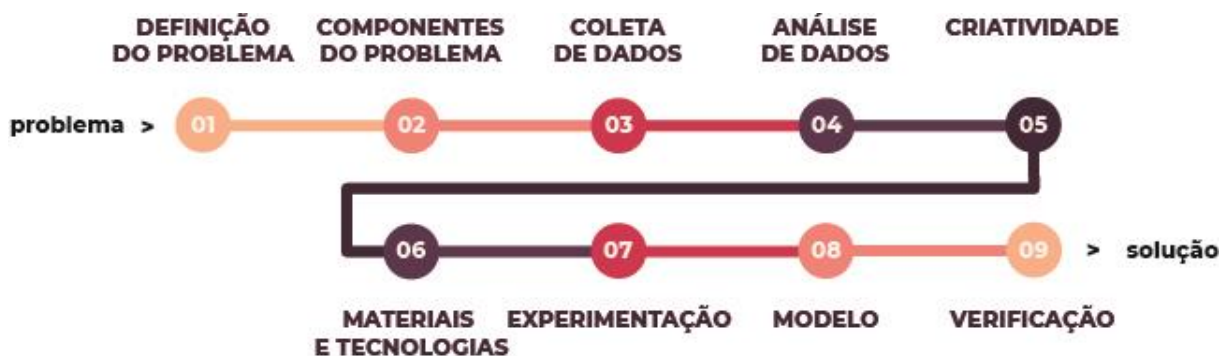 DEFINIÇÃO
DO PROBLEMA
COMPONENTES
DO PROBLEMA
COLETA
DE DADOS
ANÁLISE
DE DADOS
CRIATIVIDADE
problema >
01
02
03
04
05
06
07
08
09
> solução
MATERIAIS
E TECNOLOGIAS
EXPERIMENTAÇÃO
MODELO
VERIFICAÇÃO